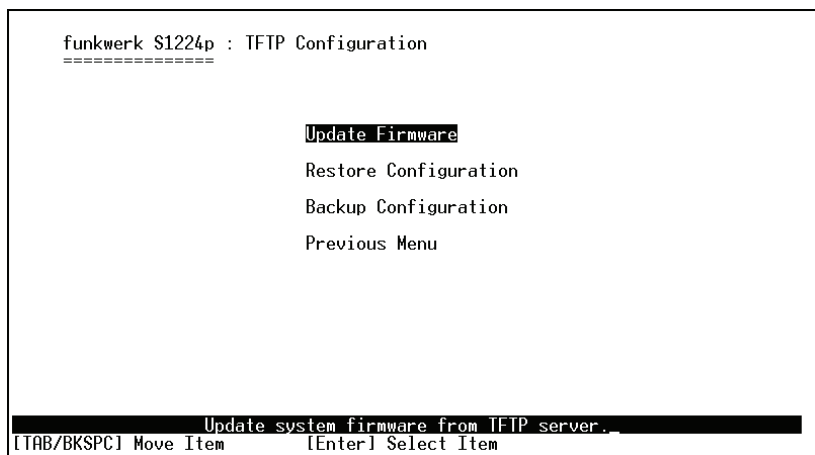 funkwerk S1224p : TFTP Configuration
===============
Update Firmware
Restore Configuration
Backup Configuration
Previous Menu
Update system firmware from TFTP server._
[TAB/BKSPC] Move Item [Enter] Select Item